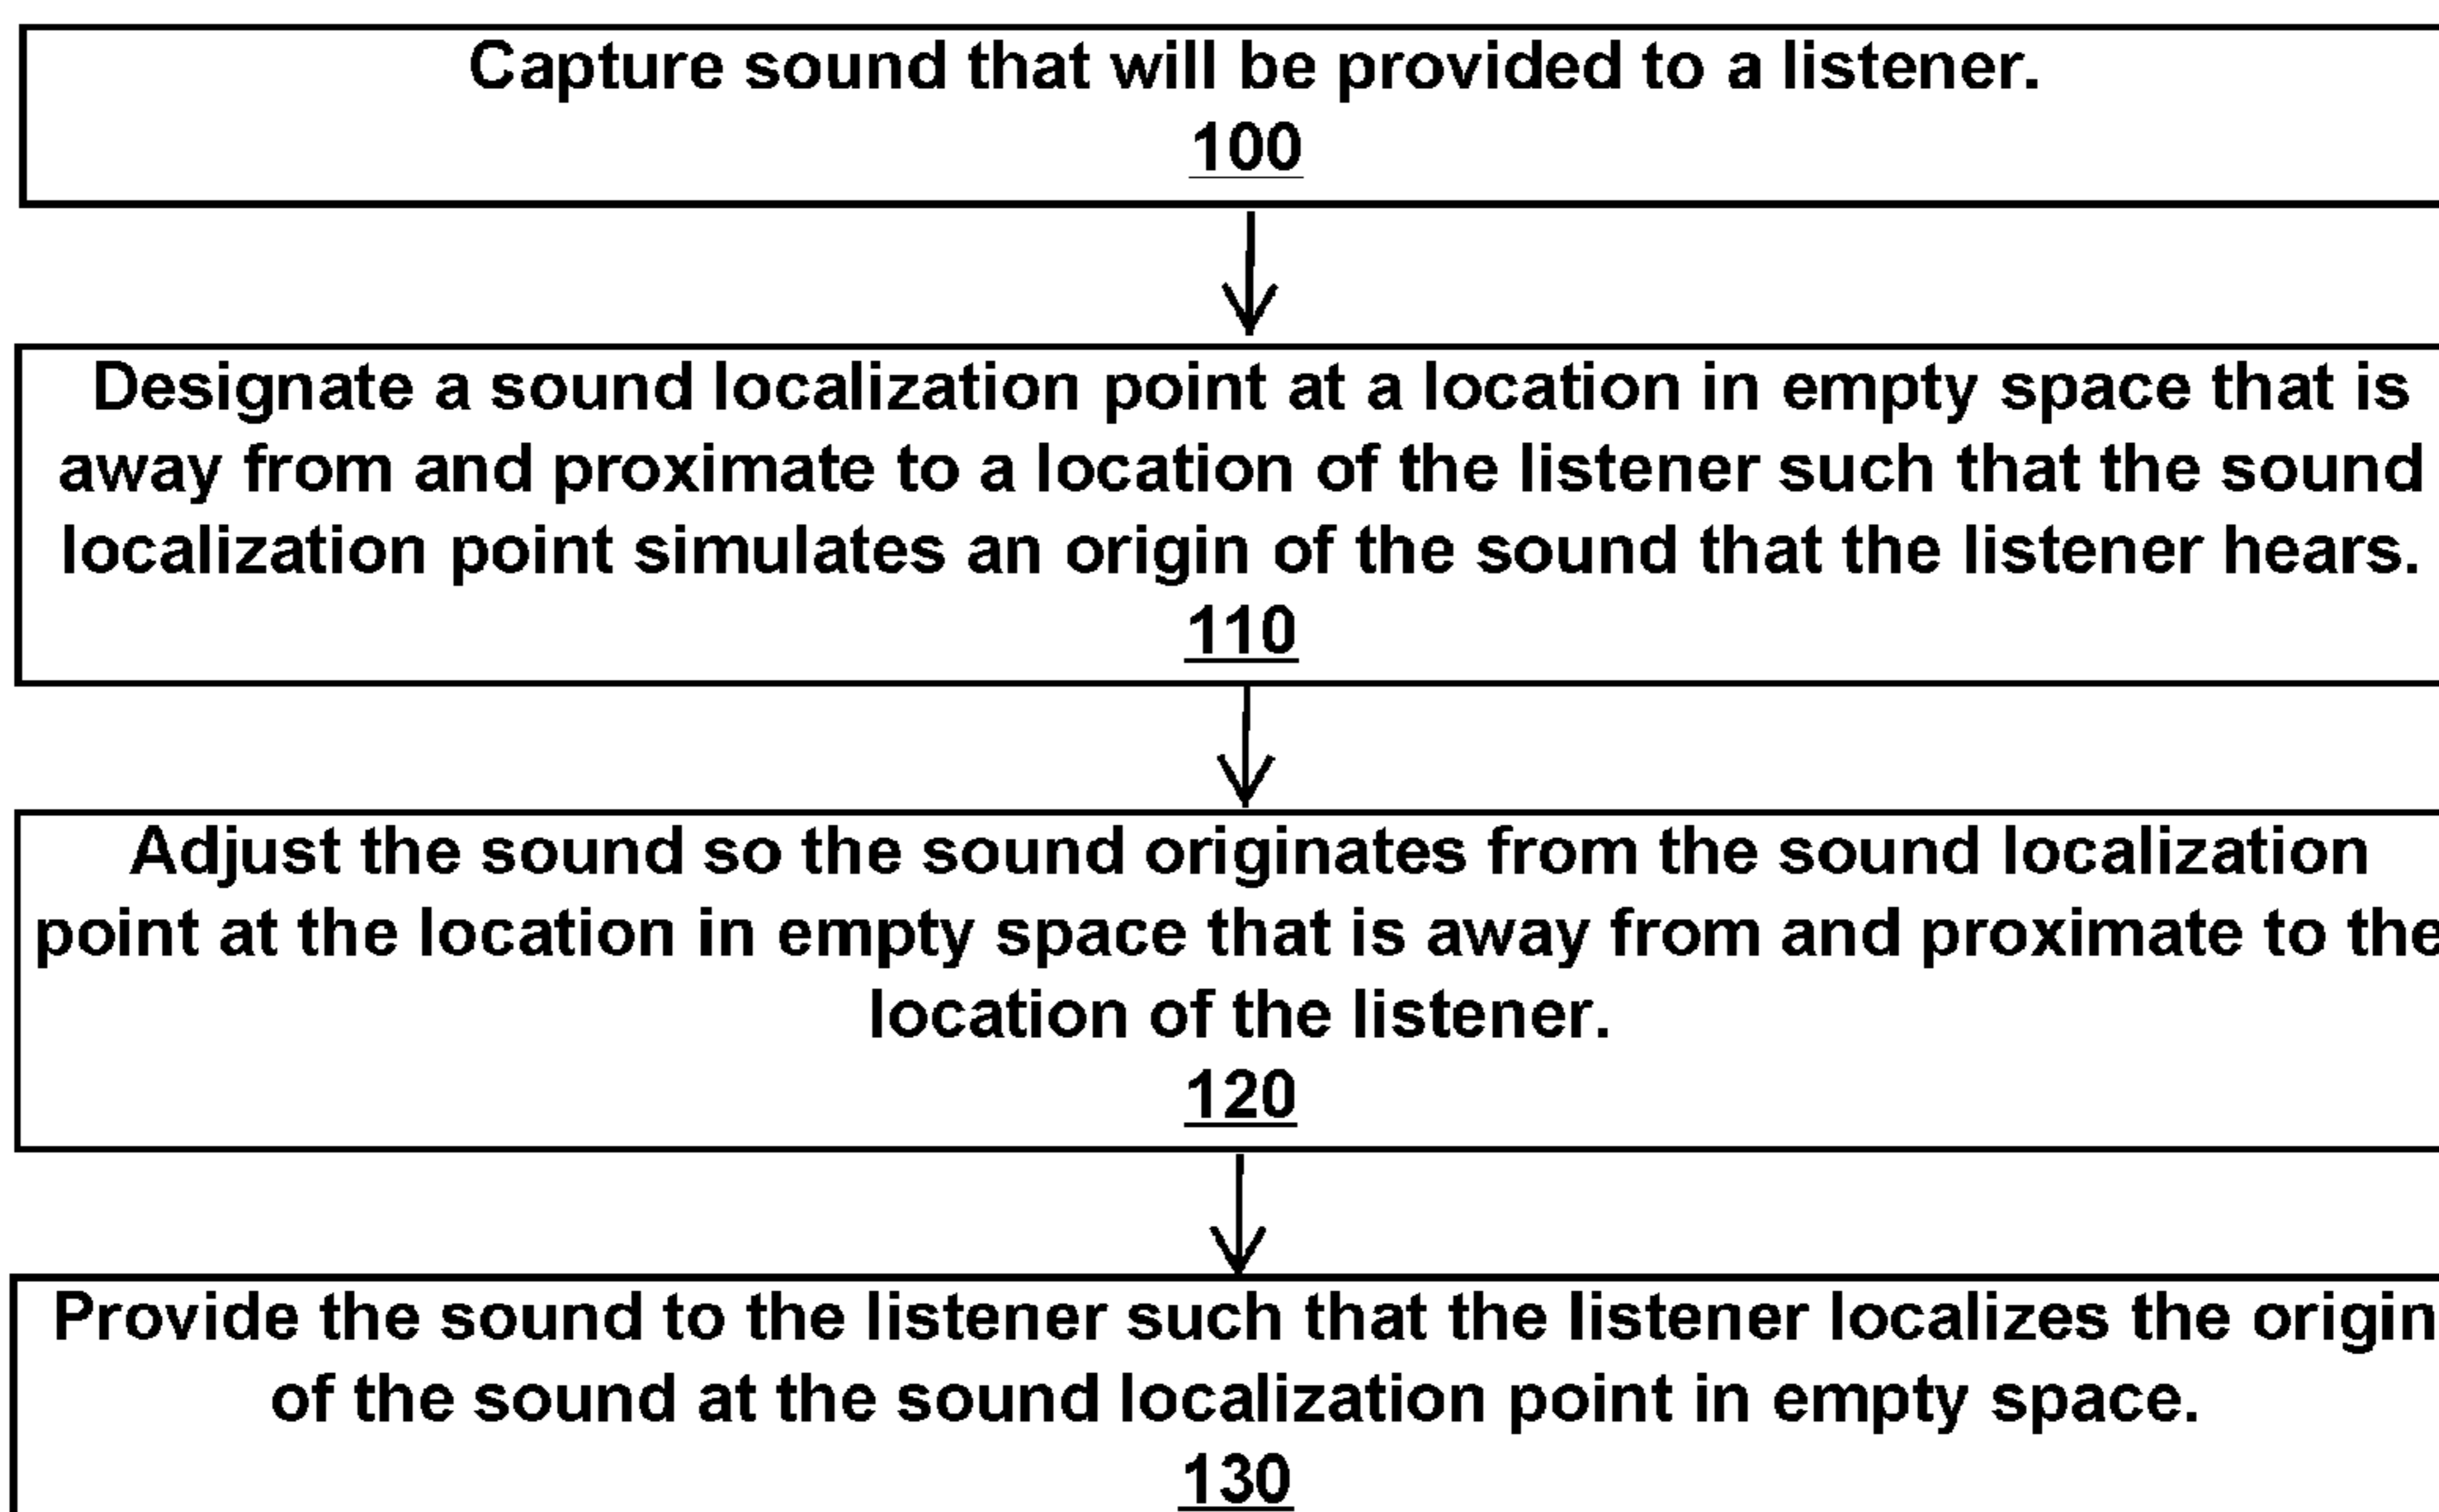 Capture sound that will be provided to a listener.
100
Designate a sound localization point at a location in empty space that is
away from and proximate to a location of the listener such that the sound
localization point simulates an origin of the sound that the listener hears.
110
Adjust the sound so the sound originates from the sound localization
point at the location in empty space that is away from and proximate to the
location of the listener.
120
Provide the sound to the listener such that the listener localizes the origin
of the sound at the sound localization point in empty space.
130